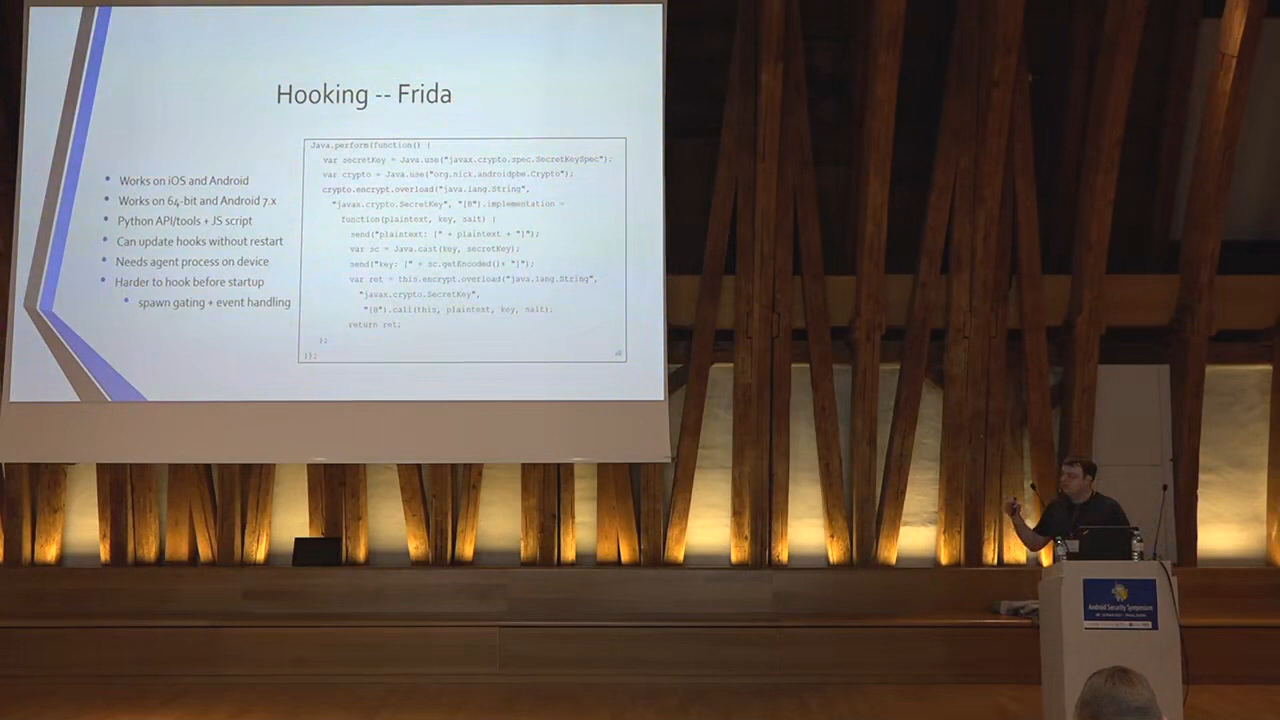 Hooking -- Frida
Works on iOS and Android
Works on 64-bit and Android 7.x
Python API/tools + JS script
Can update hooks without restart
Needs agent process on device
Harder to hook before startup
spawn gating + event handling
Java.perform(function() {
var secretKey = Java.use("javax.crypto.spec.SecretKeySpec");
var crypto = Java.use("org.nick.androidpbe.Crypto");
crypto.encrypt.overload("java.lang.String",
"javax.crypto.SecretKey", "[B").implementation =
function(plaintext, key, salt) {
send("plaintext: [" + plaintext + "]");
var sc = Java.cast(key, secretKey);
send("key: [" + sc.getEncoded()+ "]");
var ret = this.encrypt.overload("java.lang.String",
"javax.crypto.SecretKey",
"[B").call(this, plaintext, key, salt);
return ret;
};
});
Android Security Symposium